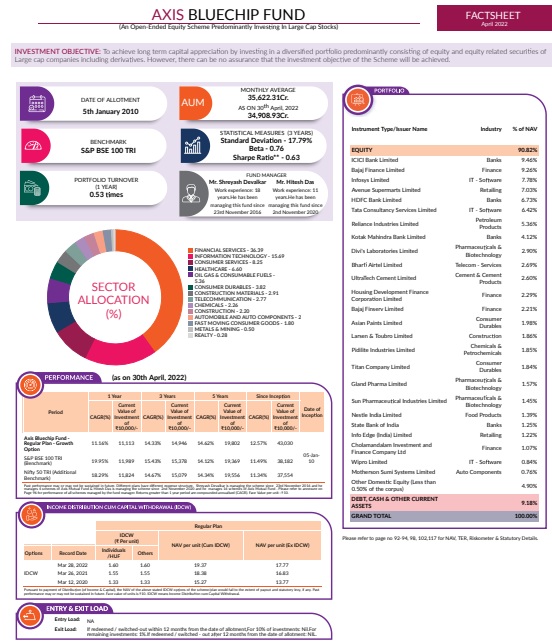 AXIS BLUECHIP FUND
(An Open-Ended Equity Scheme Predominantly Investing In Large Cap Stocks)
FACTSHEET
April 2022
INVESTMENT OBJECTIVE: To achieve long term capital appreciation by investing in a diversified portfolio predominantly consisting of equity and equity related securities of
Large cap companies including derivatives. However, there can be no assurance that the investment objective of the Scheme will be achieved.
DATE OF ALLOTMENT
5th January 2010
AUM
MONTHLY AVERAGE
35,622.31Cr.
AS ON 30th April, 2022
34,908.93Cr.
BENCHMARK
S&P BSE 100 TRI
STATISTICAL MEASURES (3 YEARS)
Standard Deviation - 17.79%
Beta - 0.76
Sharpe Ratio** - 0.63
PORTFOLIO TURNOVER
(1 YEAR)
0.53 times
FUND MANAGER
Mr. Shreyash Devalkar Mr. Hitesh Das
Work experience: 18 Work experience: 11
years.He has been years.He has been
managing this fund since managing this fund since
23rd November 2016 2nd November 2020
SECTOR
ALLOCATION
(%)
FINANCIAL SERVICES - 36.39
INFORMATION TECHNOLOGY - 15.69
CONSUMER SERVICES - 8.25
HEALTHCARE - 6.60
OIL GAS & CONSUMABLE FUELS -
5.36
CONSUMER DURABLES - 3.82
CONSTRUCTION MATERIALS - 2.91
TELECOMMUNICATION - 2.77
CHEMICALS - 2.26
CONSTRUCTION - 2.20
AUTOMOBILE AND AUTO COMPONENTS - 2
FAST MOVING CONSUMER GOODS - 1.80
METALS & MINING - 0.50
REALTY - 0.28
PERFORMANCE (as on 30th April, 2022)
1 Year 3 Years 5 Years Since Inception
Period CAGR(%) Current Value of Investment of ₹10,000/- CAGR(%) Current Value of Investment of ₹10,000/- CAGR(%) Current Value of Investment of ₹10,000/- CAGR(%) Current Value of Investment of ₹10,000/- Date of Inception
Axis Bluechip Fund - Regular Plan - Growth Option 11.16% 11,113 14.33% 14,946 14.62% 19,802 12.57% 43,030
S&P BSE 100 TRI (Benchmark) 19.95% 11,989 15.43% 15,378 14.12% 19,369 11.49% 38,182 05-Jan-10
Nifty 50 TRI (Additional Benchmark) 18.29% 11,824 14.67% 15,079 14.34% 19,556 11.34% 37,554
INCOME DISTRIBUTION CUM CAPITAL WITHDRAWAL (IDCW)
Regular Plan
IDCW
(₹ Per unit) NAV per unit (Cum IDCW) NAV per unit (Ex IDCW)
Options Record Date Individuals /HUF Others
Mar 28, 2022 1.60 1.60 19.37 17.77
IDCW Mar 26, 2021 1.55 1.55 18.38 16.83
Mar 12, 2020 1.33 1.33 15.27 13.77
ENTRY & EXIT LOAD
Entry Load: NA
Exit Load: If redeemed / switched-out within 12 months from the date of allotment,For 10% of investments: Nil.For
remaining investments: 1%.If redeemed / switched - out after 12 months from the date of allotment: NIL.
PORTFOLIO
Instrument Type/Issuer Name Industry % of NAV
EQUITY 90.82%
ICICI Bank Limited Banks 9.46%
Bajaj Finance Limited Finance 9.26%
Infosys Limited IT - Software 7.78%
Avenue Supermarts Limited Retailing 7.03%
HDFC Bank Limited Banks 6.73%
Tata Consultancy Services Limited IT - Software 6.42%
Reliance Industries Limited Petroleum Products 5.36%
Kotak Mahindra Bank Limited Banks 4.12%
Divi's Laboratories Limited Pharmaceuticals & Biotechnology 2.90%
Bharti Airtel Limited Telecom - Services 2.69%
UltraTech Cement Limited Cement & Cement Products 2.60%
Housing Development Finance Corporation Limited Finance 2.29%
Bajaj Finserv Limited Finance 2.21%
Asian Paints Limited Consumer Durables 1.98%
Larsen & Toubro Limited Construction 1.86%
Pidilite Industries Limited Chemicals & Petrochemicals 1.85%
Titan Company Limited Consumer Durables 1.84%
Gland Pharma Limited Pharmaceuticals & Biotechnology 1.57%
Sun Pharmaceutical Industries Limited Pharmaceuticals & Biotechnology 1.45%
Nestle India Limited Food Products 1.39%
State Bank of India Banks 1.25%
Info Edge (India) Limited Retailing 1.22%
Cholamandalam Investment and Finance Company Ltd Finance 1.07%
Wipro Limited IT - Software 0.84%
Motherson Sumi Systems Limited Auto Components 0.76%
Other Domestic Equity (Less than 0.50% of the corpus) 4.90%
DEBT, CASH & OTHER CURRENT ASSETS 9.18%
GRAND TOTAL 100.00%
Please refer to page no 92-94, 98, 102,117 for NAV, TER, Riskometer & Statutory Details.